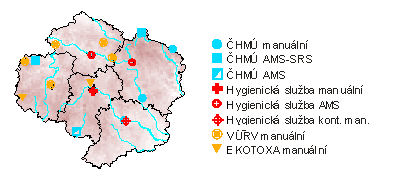 ČHMÚ manuální
ČHMÚ AMS-SRS
ČHMÚ AMS
Hygienická služba manuální
Hygienická služba AMS
Hygienická služba kont. man.
VÚRV manuální
EKOTOXA manuální